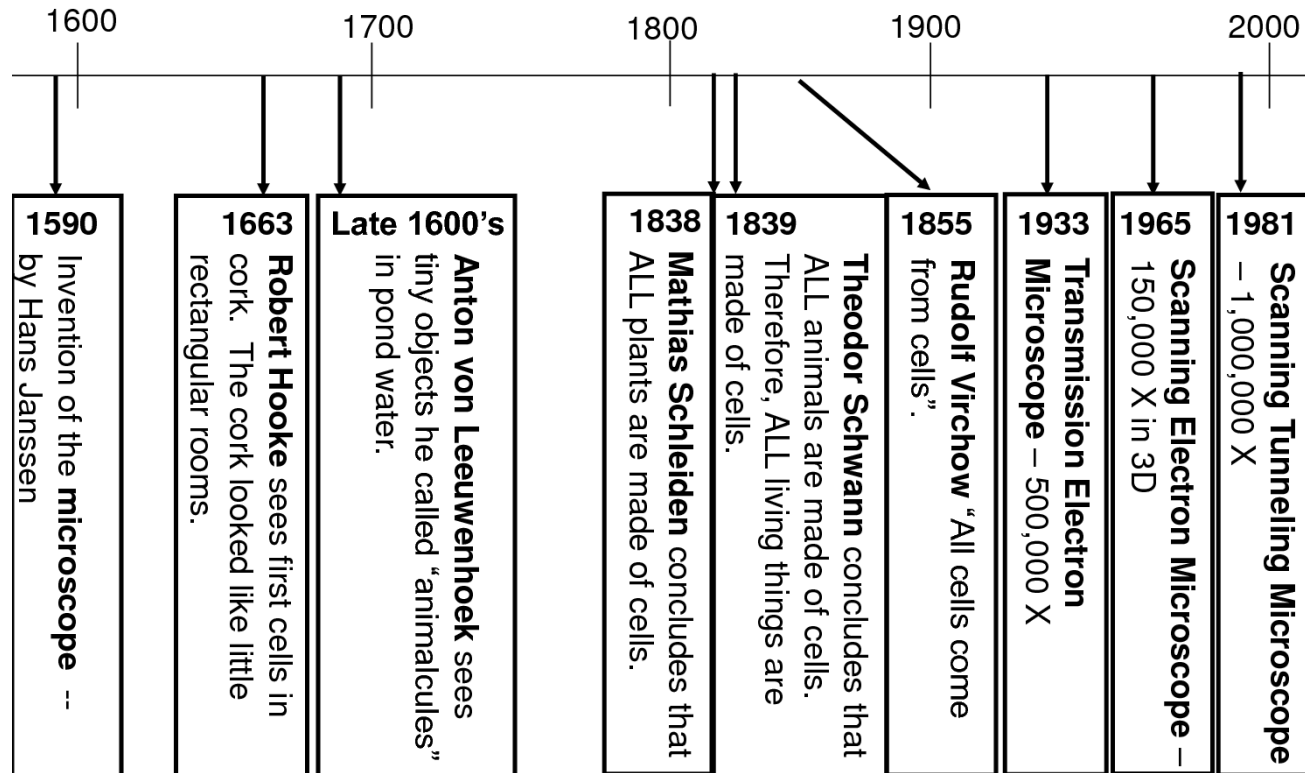 1600
1700
1800
1900
2000
1590
Invention of the microscope --
by Hans Janssen
1663
Robert Hooke sees first cells in
cork.  The cork looked like little
rectangular rooms.
Late 1600's
Anton von Leeuwenhoek sees
tiny objects he called “animalcules”
in pond water.
1838
Mathias Schleiden concludes that
ALL plants are made of cells.
1839
Theodor Schwann concludes that
ALL animals are made of cells.
Therefore, ALL living things are
made of cells.
1855
Rudolf Virchow “All cells come
from cells”.
1933
Transmission Electron
Microscope – 500,000 X
1965
Scanning Electron Microscope –
150,000 X in 3D
1981
Scanning Tunneling Microscope
– 1,000,000 X